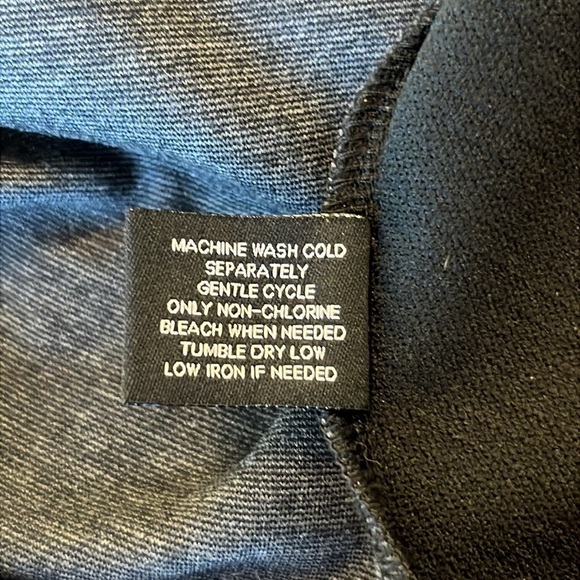 MACHINE WASH COLD
SEPARATELY
GENTLE CYCLE
ONLY NON-CHLORINE
BLEACH WHEN NEEDED
TUMBLE DRY LOW
LOW IRON IF NEEDED